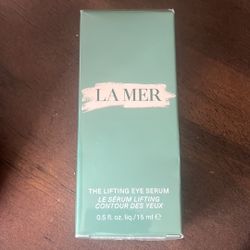 LA MER
THE LIFTING EYE SERUM
LE SÉRUM LIFTING
CONTOUR DES YEUX
0.5 fl. oz. liq./15 ml ℮